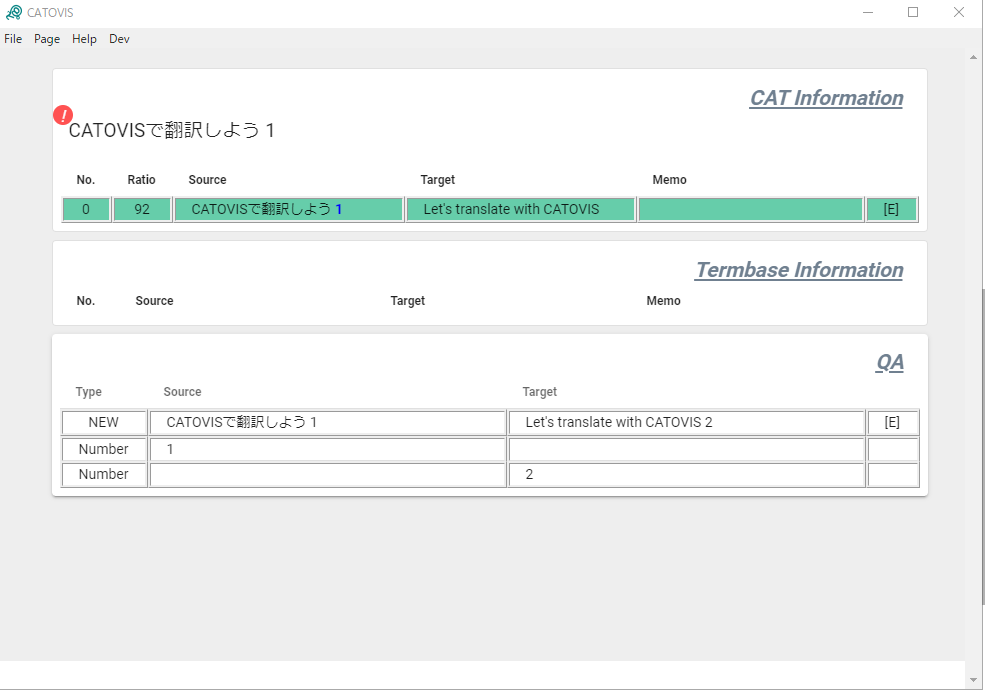 CATOVIS
File Page Help Dev
CAT Information
!
CATOVISで翻訳しよう 1
No. Ratio Source Target Memo
0 92 CATOVISで翻訳しよう 1 Let's translate with CATOVIS [E]
Termbase Information
No. Source Target Memo
QA
Type Source Target
NEW CATOVISで翻訳しよう 1 Let's translate with CATOVIS 2 [E]
Number 1
Number 2